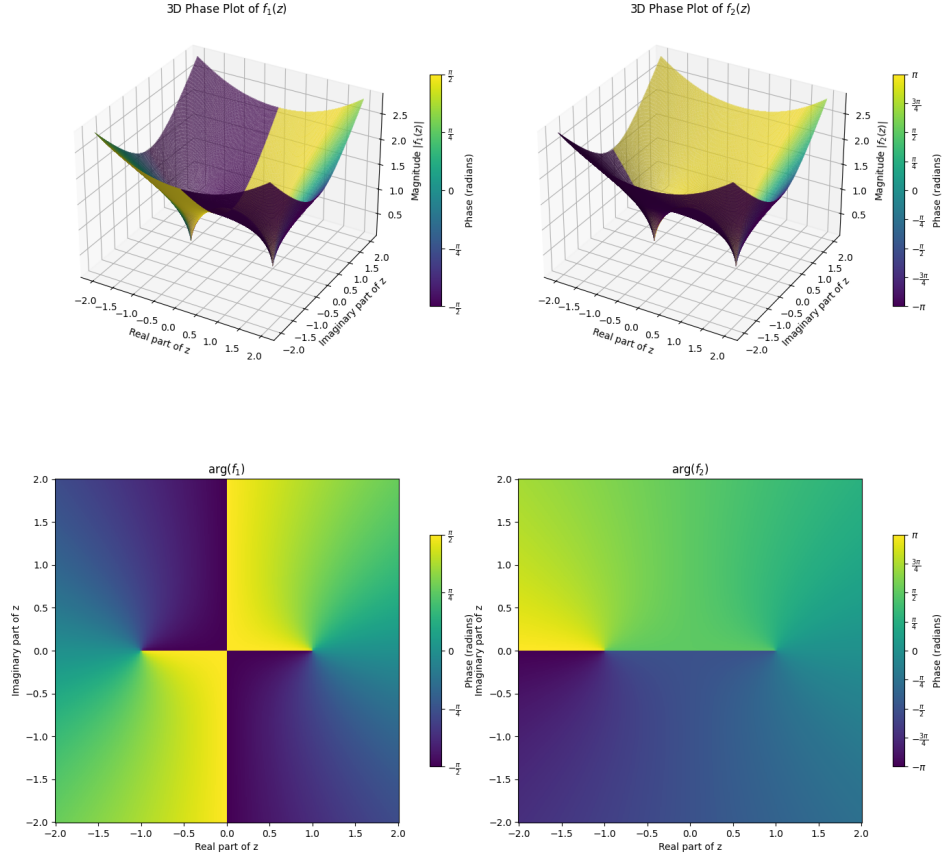 3D Phase Plot of f₁(z)
3D Phase Plot of f₂(z)
π/2
π/4
0
−π/4
−π/2
Phase (radians)
Magnitude |f₁(z)|
2.5
2.0
1.5
1.0
0.5
−2.0
−1.5
−1.0
−0.5
0.0
0.5
1.0
1.5
2.0
Real part of z
−2.0
−1.5
−1.0
−0.5
0.0
0.5
1.0
1.5
2.0
Imaginary part of z
π
3π/4
π/2
π/4
0
−π/4
−π/2
−3π/4
−π
Phase (radians)
Magnitude |f₂(z)|
2.5
2.0
1.5
1.0
0.5
−2.0
−1.5
−1.0
−0.5
0.0
0.5
1.0
1.5
2.0
Real part of z
−2.0
−1.5
−1.0
−0.5
0.0
0.5
1.0
1.5
2.0
Imaginary part of z
arg(f₁)
2.0
1.5
1.0
0.5
0.0
−0.5
−1.0
−1.5
−2.0
Imaginary part of z
−2.0 −1.5 −1.0 −0.5 0.0 0.5 1.0 1.5 2.0
Real part of z
π/2
π/4
0
−π/4
−π/2
Phase (radians)
arg(f₂)
2.0
1.5
1.0
0.5
0.0
−0.5
−1.0
−1.5
−2.0
Imaginary part of z
−2.0 −1.5 −1.0 −0.5 0.0 0.5 1.0 1.5 2.0
Real part of z
π
3π/4
π/2
π/4
0
−π/4
−π/2
−3π/4
−π
Phase (radians)